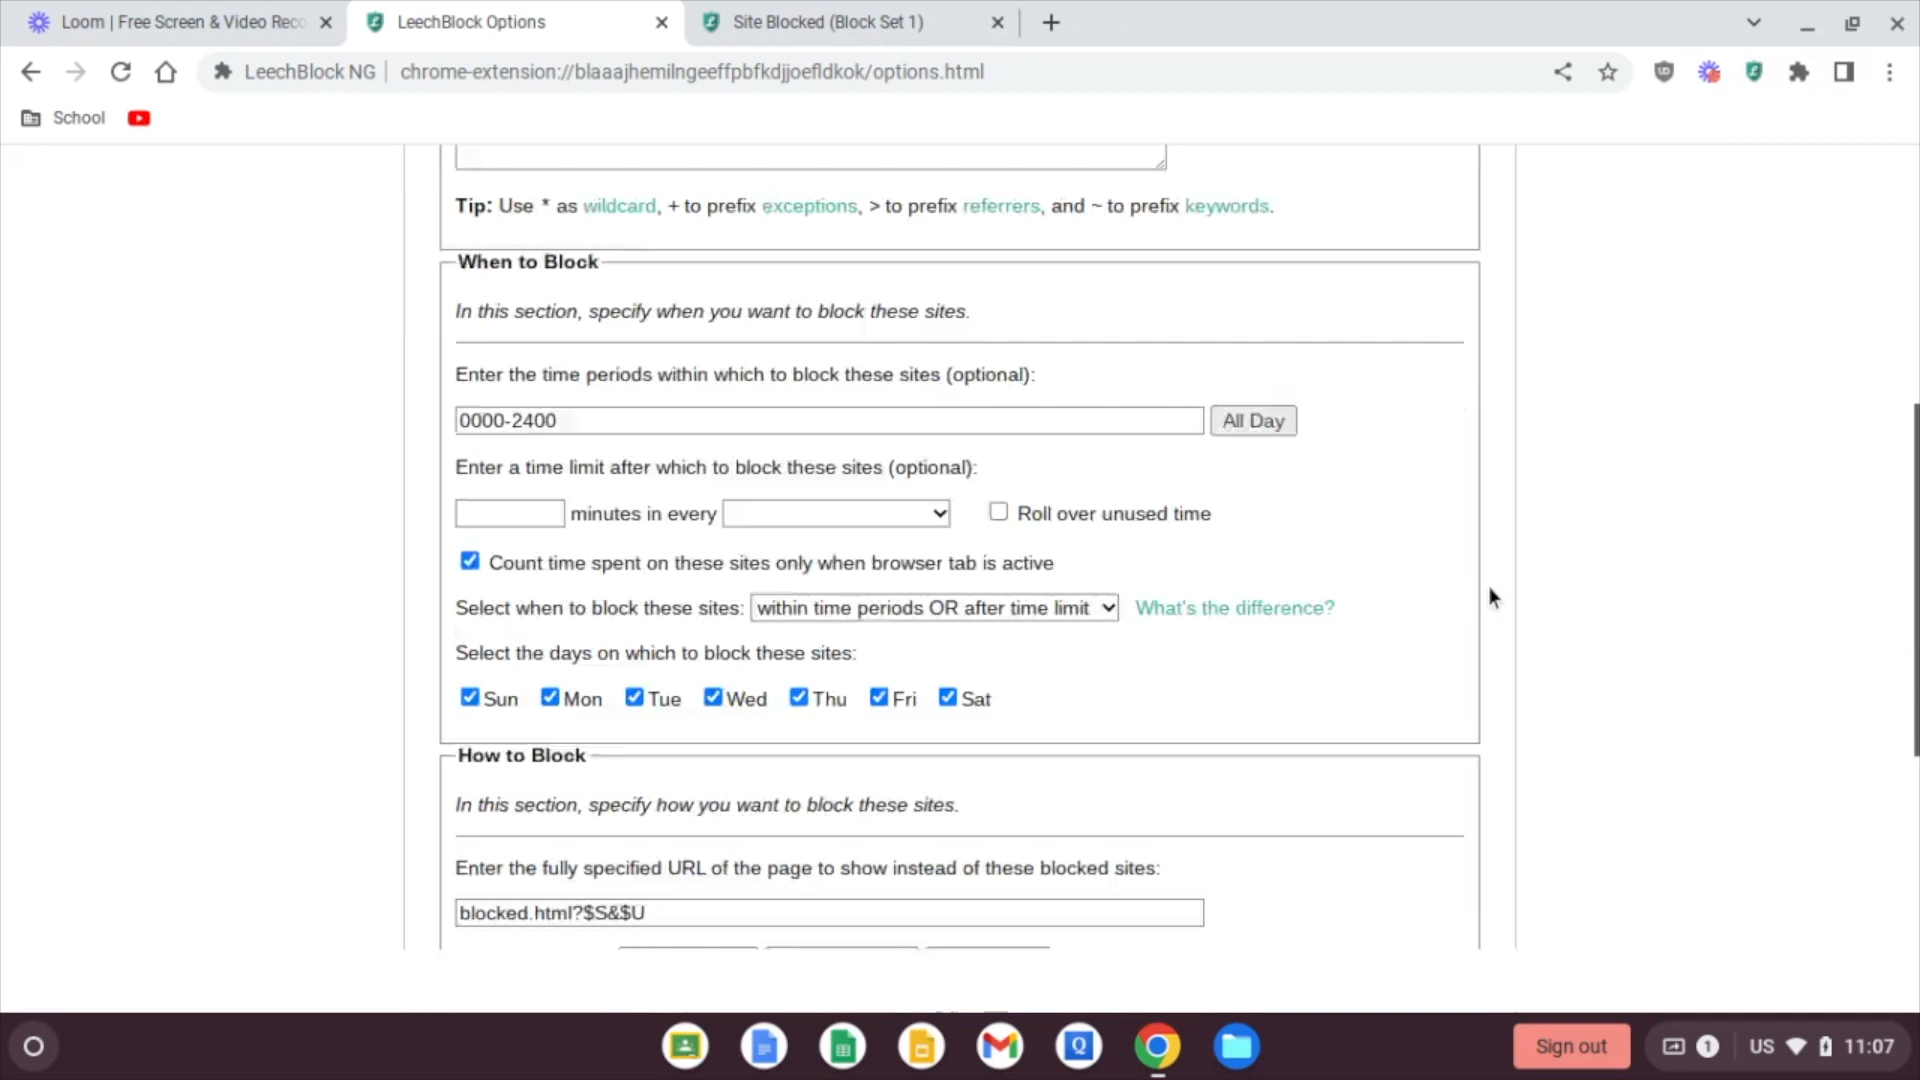 Loom | Free Screen & Video Reco
LeechBlock Options
Site Blocked (Block Set 1)
LeechBlock NG
chrome-extension://blaaajhemilngeeffpbfkdjjoefldkok/options.html
School
Tip: Use * as wildcard, + to prefix exceptions, > to prefix referrers, and ~ to prefix keywords.
When to Block
In this section, specify when you want to block these sites.
Enter the time periods within which to block these sites (optional):
0000-2400
All Day
Enter a time limit after which to block these sites (optional):
minutes in every
Roll over unused time
Count time spent on these sites only when browser tab is active
Select when to block these sites: within time periods OR after time limit What's the difference?
Select the days on which to block these sites:
Sun Mon Tue Wed Thu Fri Sat
How to Block
In this section, specify how you want to block these sites.
Enter the fully specified URL of the page to show instead of these blocked sites:
blocked.html?$S&$U
Sign out
1
US
11:07